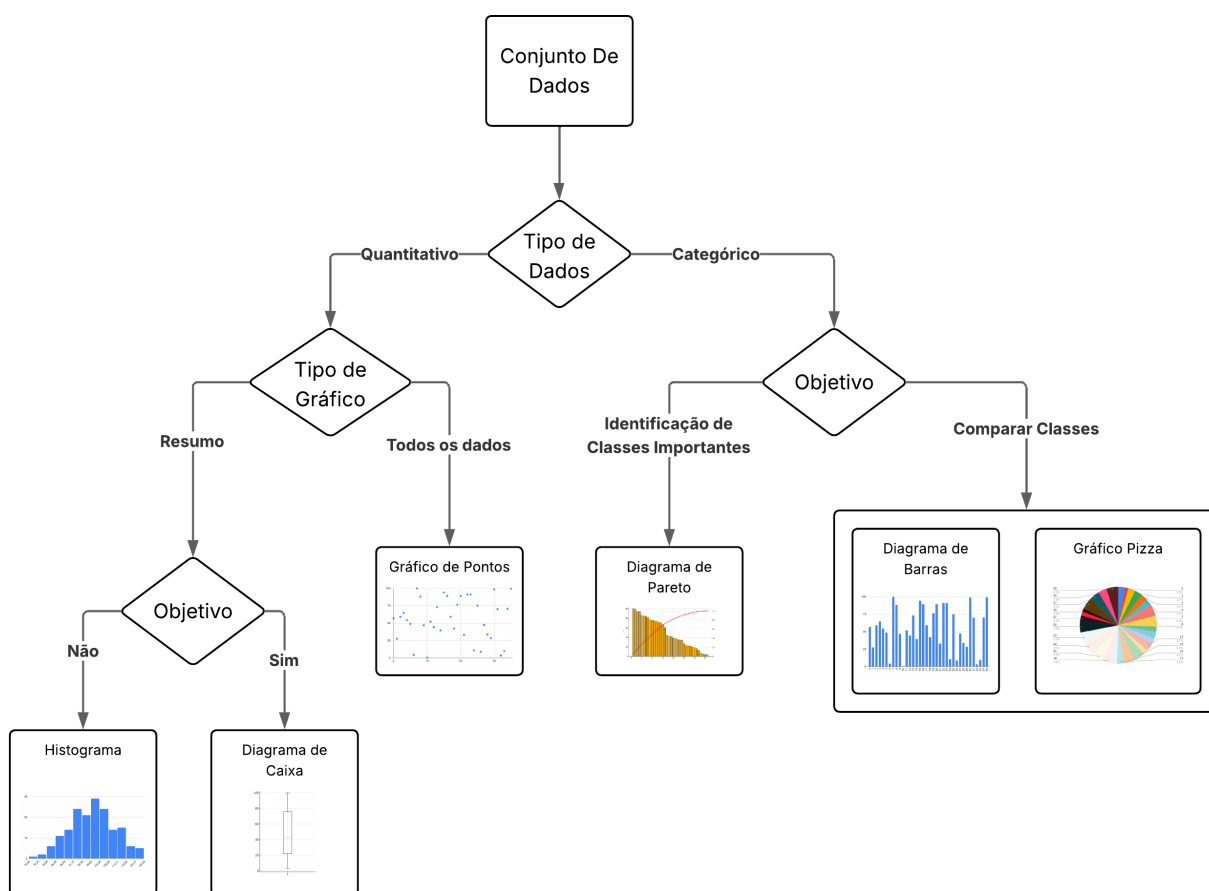 Conjunto De
Dados
Tipo de
Dados
Quantitativo
Categórico
Tipo de
Gráfico
Objetivo
Resumo
Todos os dados
Identificação de
Classes Importantes
Comparar Classes
Objetivo
Não
Sim
Gráfico de Pontos
Diagrama de
Pareto
Diagrama de
Barras
Gráfico Pizza
Histograma
Diagrama de
Caixa